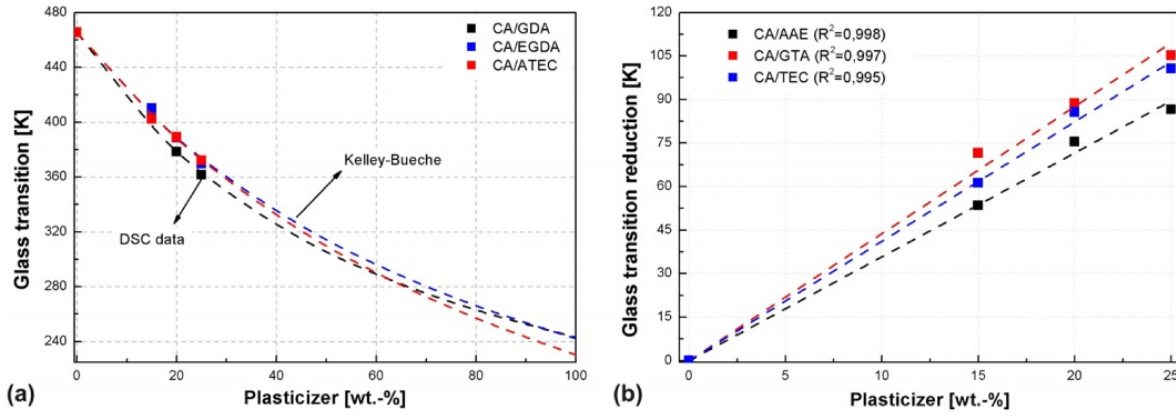 480
440
400
360
320
280
240
Glass transition [K]
CA/GDA
CA/EGDA
CA/ATEC
Kelley-Bueche
DSC data
0
20
40
60
80
100
Plasticizer [wt.-%]
(a)
120
105
90
75
60
45
30
15
0
Glass transition reduction [K]
CA/AAE (R²=0,998)
CA/GTA (R²=0,997)
CA/TEC (R²=0,995)
0
5
10
15
20
25
Plasticizer [wt.-%]
(b)